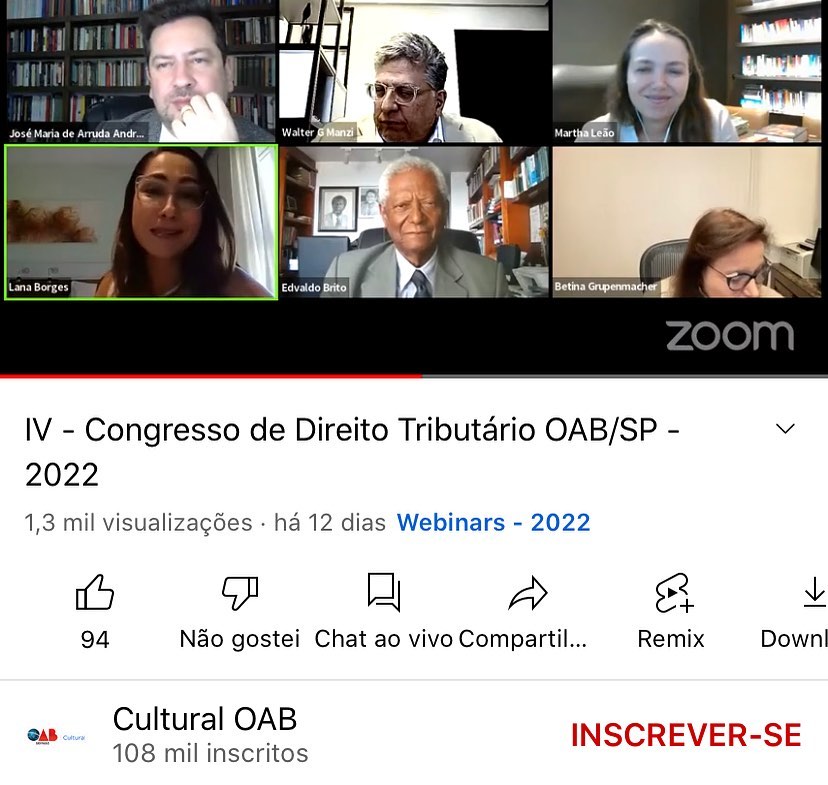 José Maria de Arruda Andr...
Walter G Manzi
Martha Leão
Lana Borges
Edvaldo Brito
Betina Grupenmacher
zoom
IV - Congresso de Direito Tributário OAB/SP -
2022
1,3 mil visualizações · há 12 dias Webinars - 2022
94
Não gostei
Chat ao vivo
Compartil...
Remix
Downl
OAB Cultural
Cultural OAB
108 mil inscritos
INSCREVER-SE